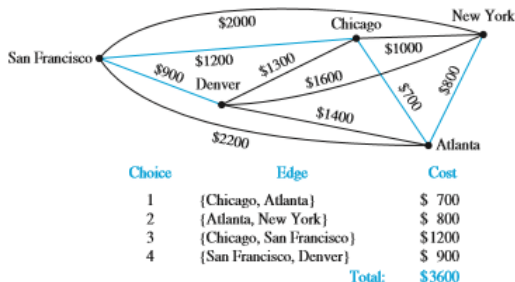 $2000
Chicago
New York
San Francisco
$1200
$1000
$900
Denver
$1300
$1600
$700
$800
$1400
$2200
Atlanta
Choice Edge Cost
1 {Chicago, Atlanta} $ 700
2 {Atlanta, New York} $ 800
3 {Chicago, San Francisco} $1200
4 {San Francisco, Denver} $ 900
Total: $3600